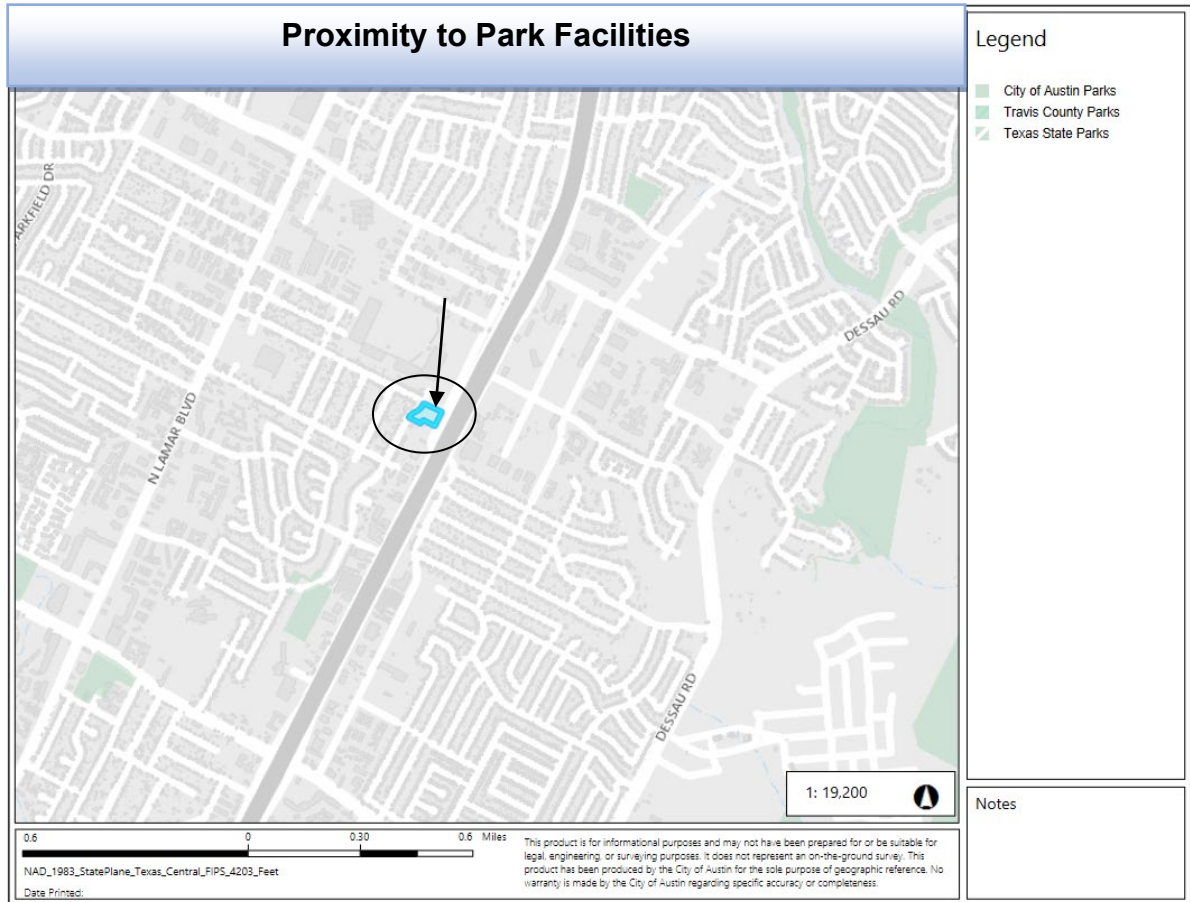 Proximity to Park Facilities
Legend
City of Austin Parks
Travis County Parks
Texas State Parks
ARKFIELD DR
N LAMAR BLVD
DESSAU RD
DESSAU RD
1: 19,200
Notes
0.6 0 0.30 0.6 Miles
NAD_1983_StatePlane_Texas_Central_FIPS_4203_Feet
Date Printed:
This product is for informational purposes and may not have been prepared for or be suitable for
legal, engineering, or surveying purposes. It does not represent an on-the-ground survey. This
product has been produced by the City of Austin for the sole purpose of geographic reference. No
warranty is made by the City of Austin regarding specific accuracy or completeness.